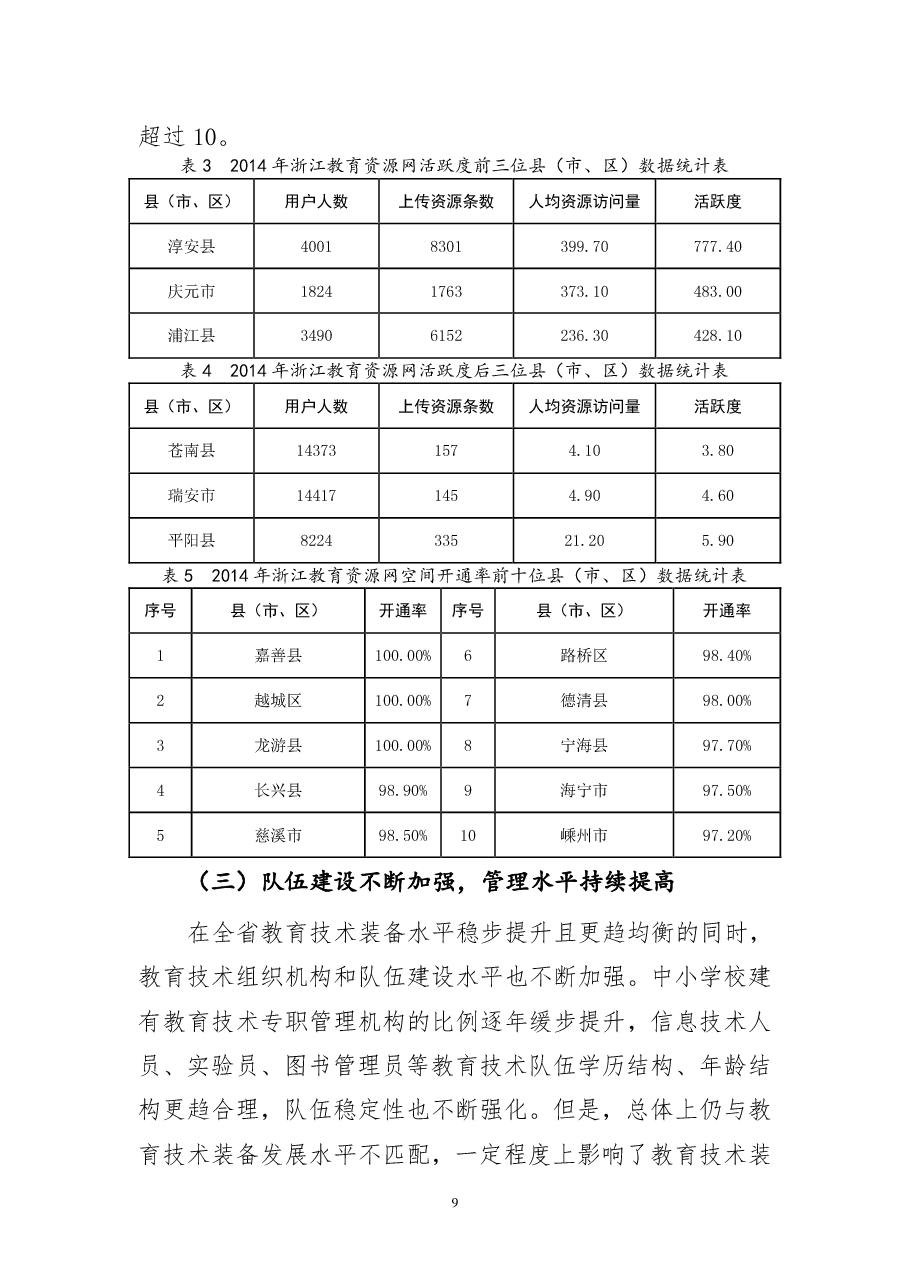 超过 10。
表 3 2014 年浙江教育资源网活跃度前三位县（市、区）数据统计表
县（市、区） 用户人数 上传资源条数 人均资源访问量 活跃度
淳安县 4001 8301 399.70 777.40
庆元市 1824 1763 373.10 483.00
浦江县 3490 6152 236.30 428.10
表 4 2014 年浙江教育资源网活跃度后三位县（市、区）数据统计表
县（市、区） 用户人数 上传资源条数 人均资源访问量 活跃度
苍南县 14373 157 4.10 3.80
瑞安市 14417 145 4.90 4.60
平阳县 8224 335 21.20 5.90
表 5 2014 年浙江教育资源网空间开通率前十位县（市、区）数据统计表
序号 县（市、区） 开通率 序号 县（市、区） 开通率
1 嘉善县 100.00% 6 路桥区 98.40%
2 越城区 100.00% 7 德清县 98.00%
3 龙游县 100.00% 8 宁海县 97.70%
4 长兴县 98.90% 9 海宁市 97.50%
5 慈溪市 98.50% 10 嵊州市 97.20%
（三）队伍建设不断加强，管理水平持续提高
在全省教育技术装备水平稳步提升且更趋均衡的同时，
教育技术组织机构和队伍建设水平也不断加强。中小学校建
有教育技术专职管理机构的比例逐年缓步提升，信息技术人
员、实验员、图书管理员等教育技术队伍学历结构、年龄结
构更趋合理，队伍稳定性也不断强化。但是，总体上仍与教
育技术装备发展水平不匹配，一定程度上影响了教育技术装
9